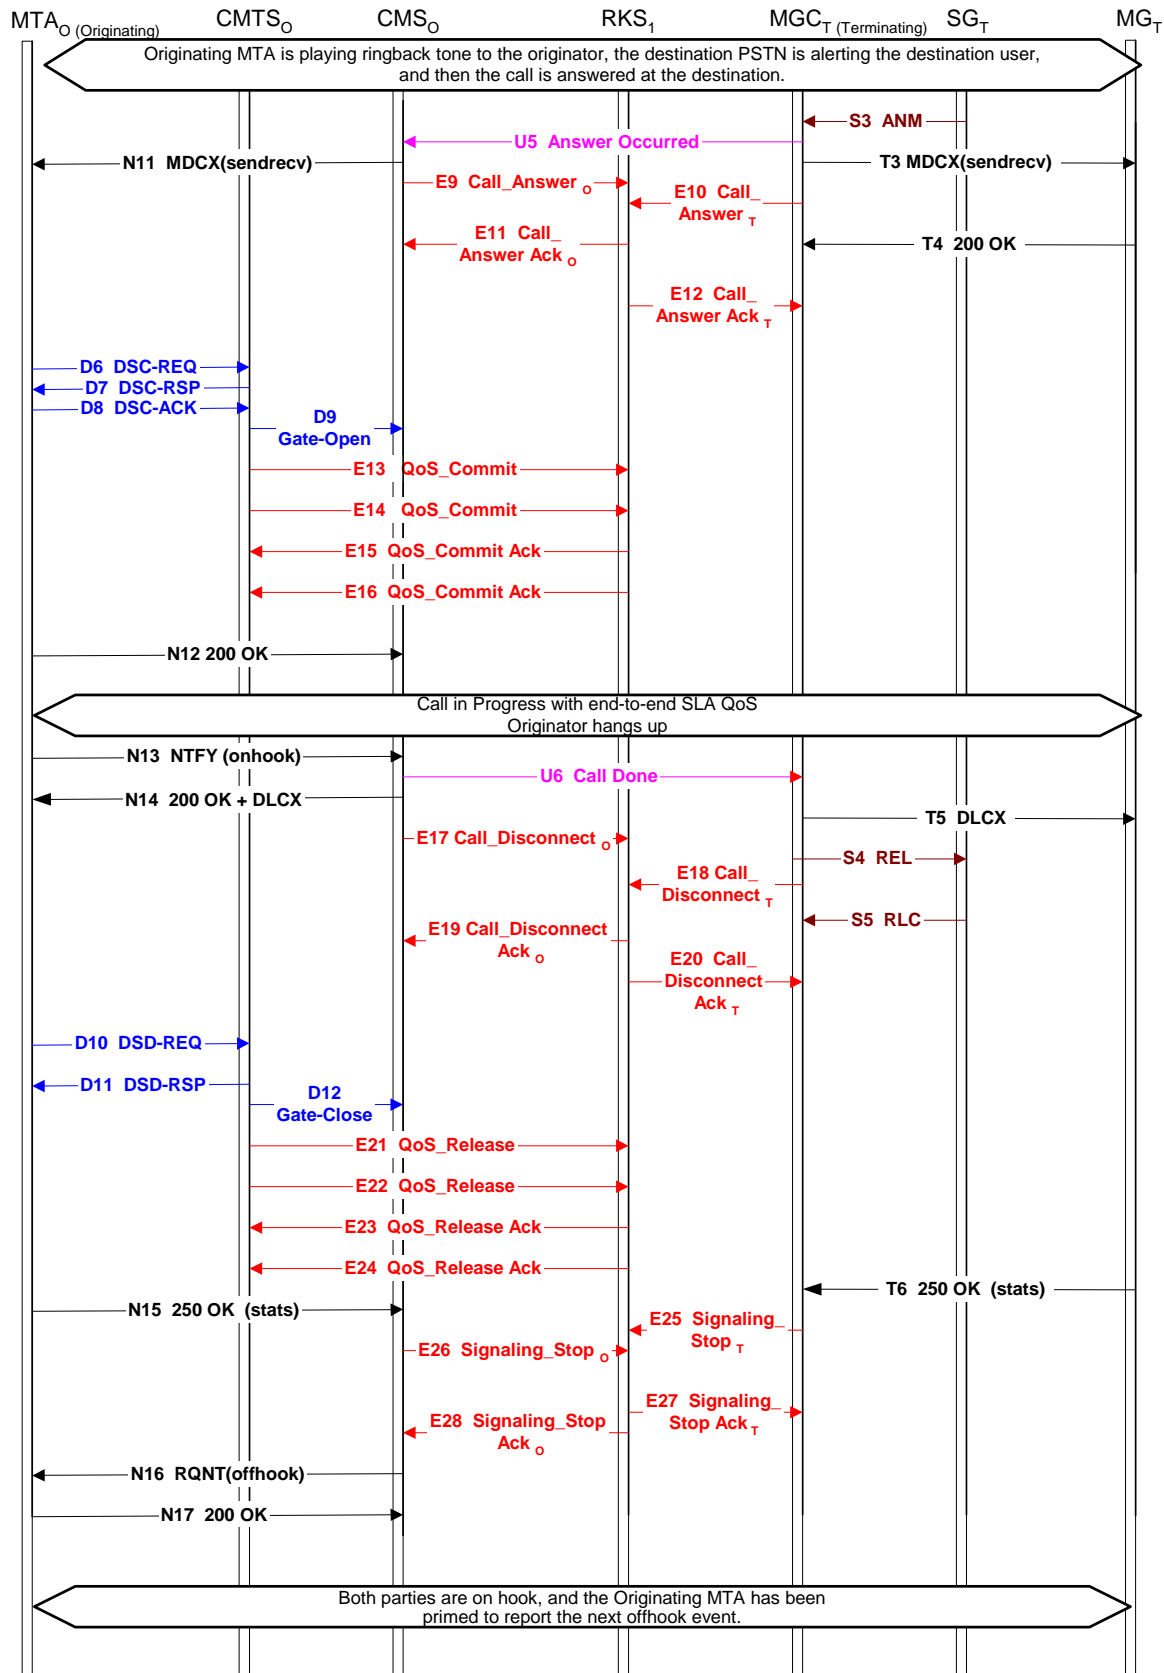 MTA O (Originating) CMTS O CMS O RKS 1 MGC T (Terminating) SG T MG T
Originating MTA is playing ringback tone to the originator, the destination PSTN is alerting the destination user,
and then the call is answered at the destination.
S3 ANM
U5 Answer Occurred
N11 MDCX(sendrecv)
T3 MDCX(sendrecv)
E9 Call_Answer O
E10 Call_
Answer T
E11 Call_
Answer Ack O
T4 200 OK
E12 Call_
Answer Ack T
D6 DSC-REQ
D7 DSC-RSP
D8 DSC-ACK
D9
Gate-Open
E13 QoS_Commit
E14 QoS_Commit
E15 QoS_Commit Ack
E16 QoS_Commit Ack
N12 200 OK
Call in Progress with end-to-end SLA QoS
Originator hangs up
N13 NTFY (onhook)
U6 Call Done
N14 200 OK + DLCX
T5 DLCX
E17 Call_Disconnect O
S4 REL
E18 Call_
Disconnect T
S5 RLC
E19 Call_Disconnect
Ack O
E20 Call_
Disconnect
Ack T
D10 DSD-REQ
D11 DSD-RSP
D12
Gate-Close
E21 QoS_Release
E22 QoS_Release
E23 QoS_Release Ack
E24 QoS_Release Ack
T6 250 OK (stats)
N15 250 OK (stats)
E25 Signaling_
Stop T
E26 Signaling_Stop O
E27 Signaling_
Stop Ack T
E28 Signaling_Stop
Ack O
N16 RQNT(offhook)
N17 200 OK
Both parties are on hook, and the Originating MTA has been
primed to report the next offhook event.